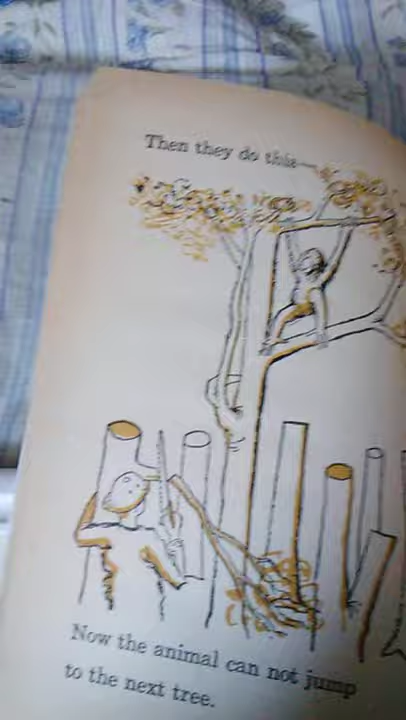 Then they do this—
Now the animal can not jump
to the next tree.